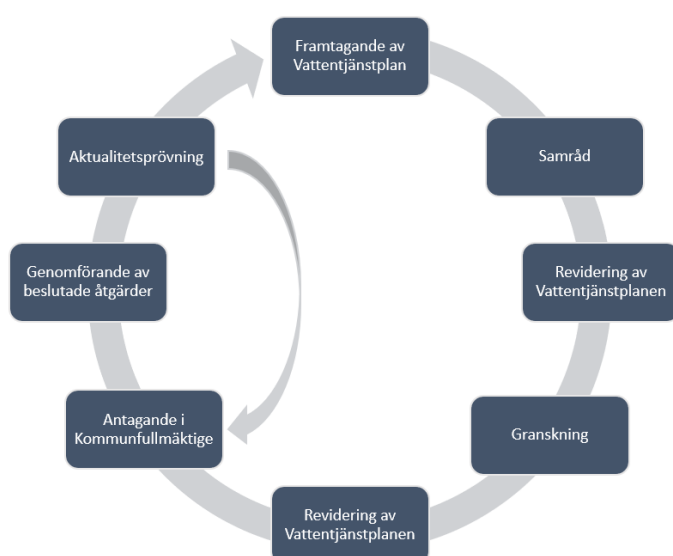 Framtagande av
Vattentjänstplan
Samråd
Revidering av
Vattentjänstplanen
Granskning
Revidering av
Vattentjänstplanen
Antagande i
Kommunfullmäktige
Genomförande av
beslutade åtgärder
Aktualitetsprövning